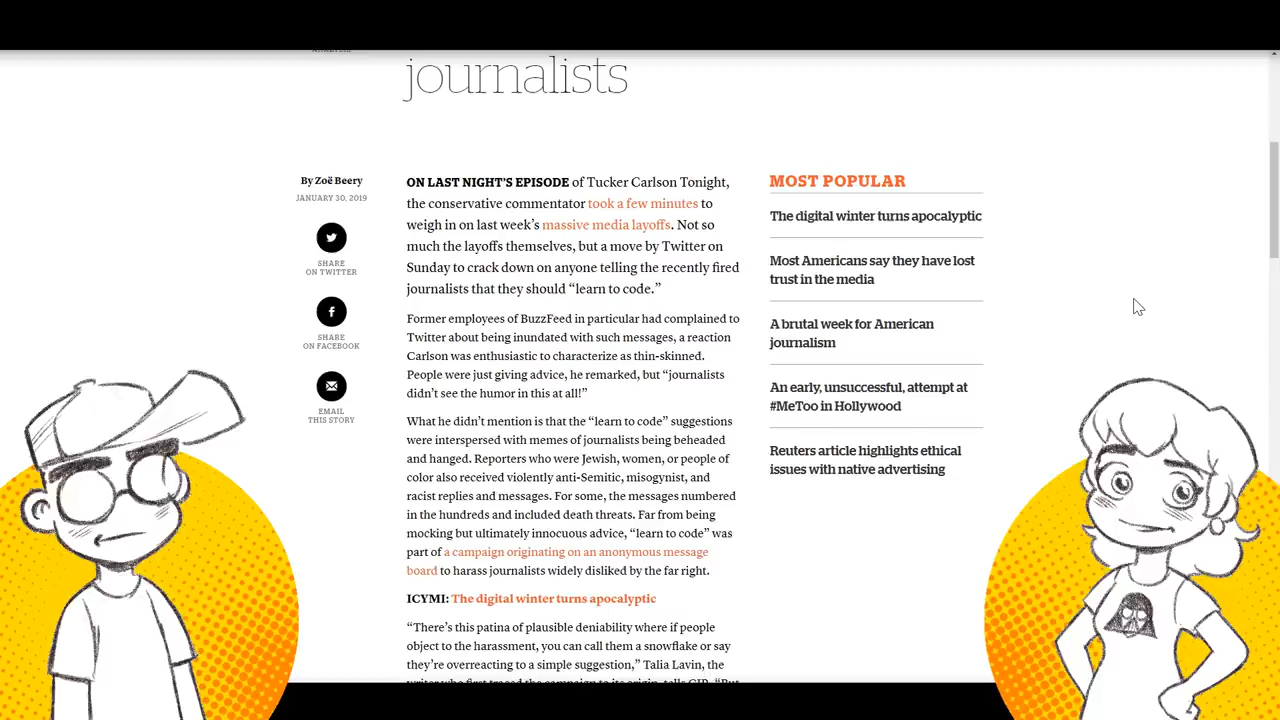 journalists
By Zoë Beery
JANUARY 30, 2019
SHARE
ON TWITTER
SHARE
ON FACEBOOK
EMAIL
THIS STORY
ON LAST NIGHT'S EPISODE of Tucker Carlson Tonight,
the conservative commentator took a few minutes to
weigh in on last week's massive media layoffs. Not so
much the layoffs themselves, but a move by Twitter on
Sunday to crack down on anyone telling the recently fired
journalists that they should “learn to code.”
Former employees of BuzzFeed in particular had complained to
Twitter about being inundated with such messages, a reaction
Carlson was enthusiastic to characterize as thin-skinned.
People were just giving advice, he remarked, but “journalists
didn't see the humor in this at all!”
What he didn't mention is that the “learn to code” suggestions
were interspersed with memes of journalists being beheaded
and hanged. Reporters who were Jewish, women, or people of
color also received violently anti-Semitic, misogynist, and
racist replies and messages. For some, the messages numbered
in the hundreds and included death threats. Far from being
mocking but ultimately innocuous advice, “learn to code” was
part of a campaign originating on an anonymous message
board to harass journalists widely disliked by the far right.
ICYMI: The digital winter turns apocalyptic
“There's this patina of plausible deniability where if people
object to the harassment, you can call them a snowflake or say
they're overreacting to a simple suggestion,” Talia Lavin, the
MOST POPULAR
The digital winter turns apocalyptic
Most Americans say they have lost
trust in the media
A brutal week for American
journalism
An early, unsuccessful, attempt at
#MeToo in Hollywood
Reuters article highlights ethical
issues with native advertising